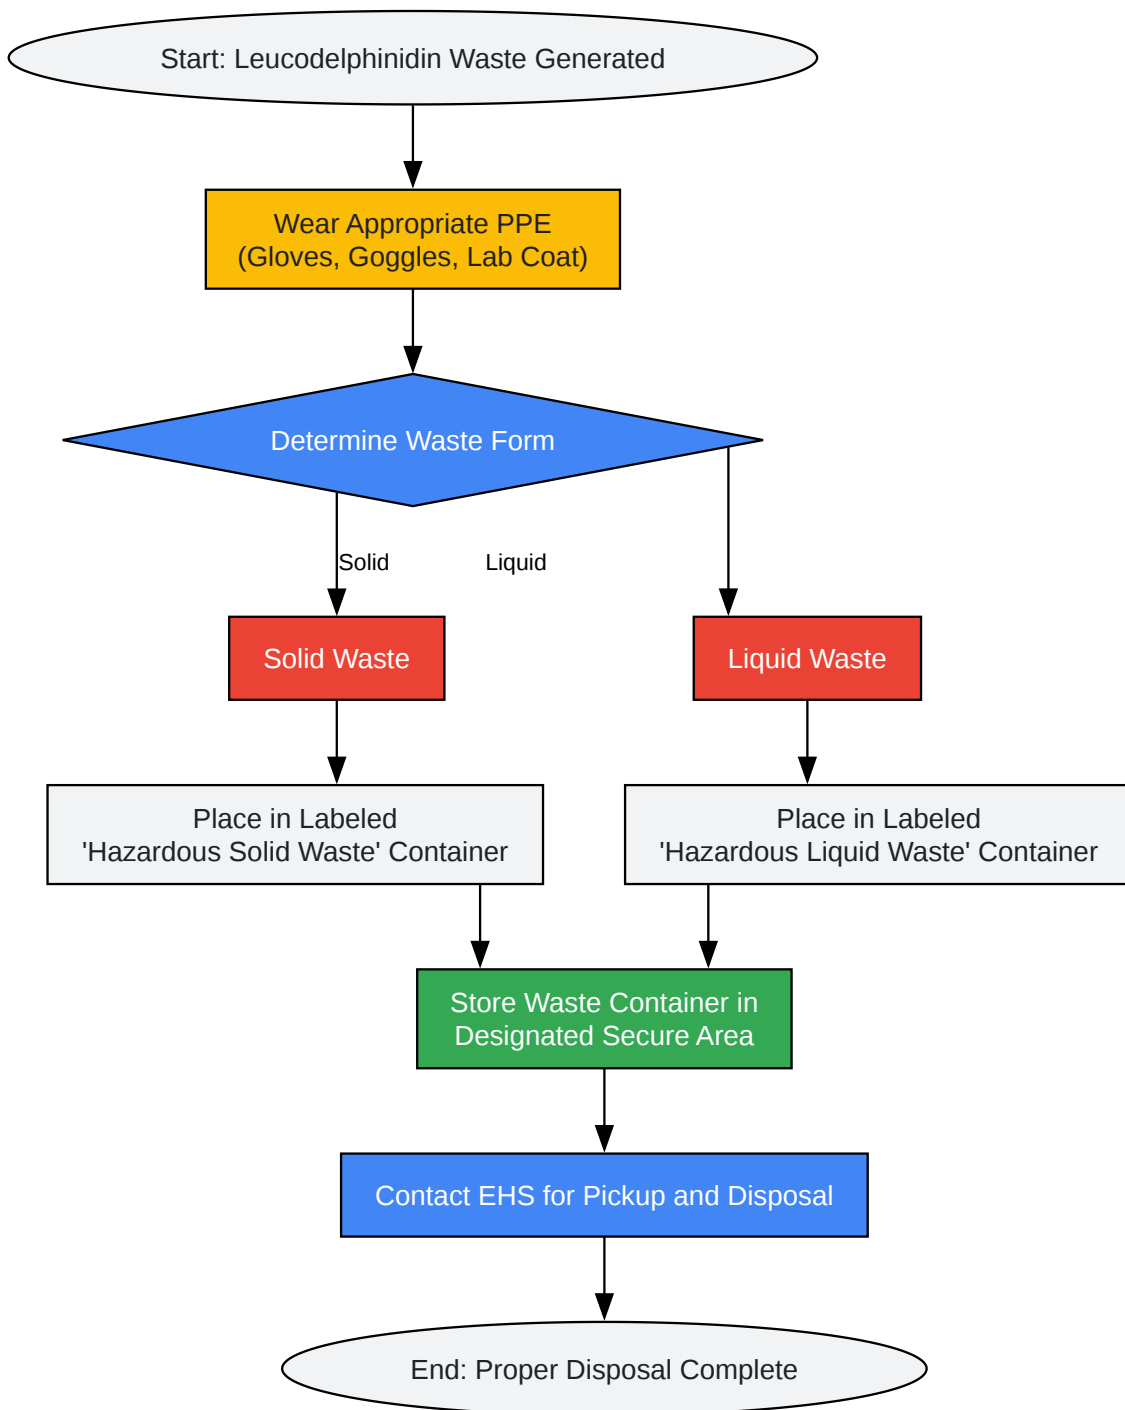 Start: Leucodelphinidin Waste Generated
Wear Appropriate PPE
(Gloves, Goggles, Lab Coat)
Determine Waste Form
Solid
Liquid
Solid Waste
Liquid Waste
Place in Labeled
'Hazardous Solid Waste' Container
Place in Labeled
'Hazardous Liquid Waste' Container
Store Waste Container in
Designated Secure Area
Contact EHS for Pickup and Disposal
End: Proper Disposal Complete